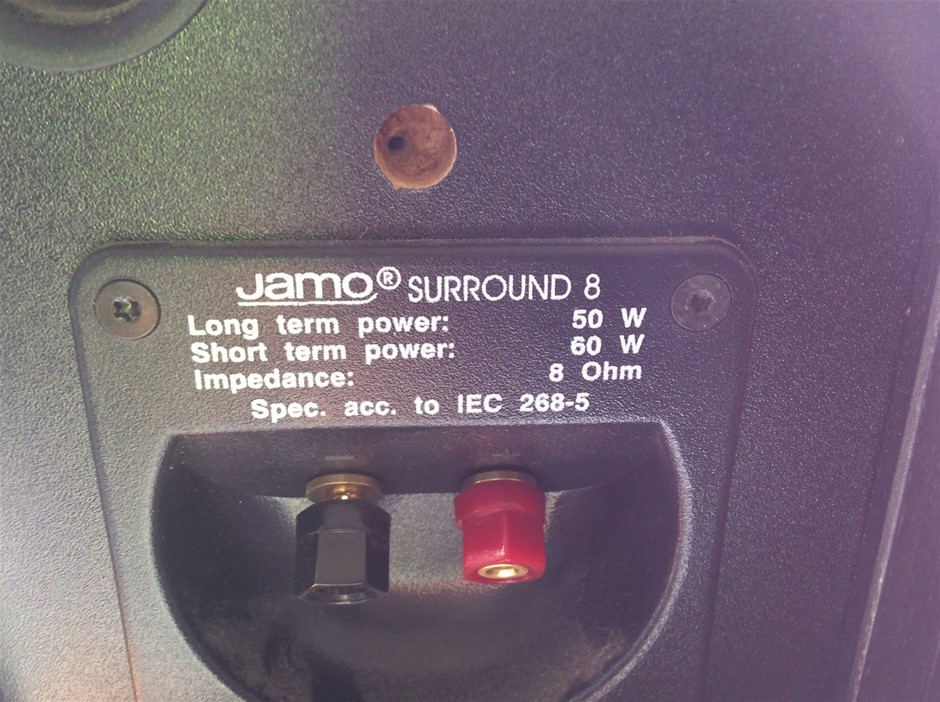 Jamo® SURROUND 8
Long term power: 50 W
Short term power: 60 W
Impedance: 8 Ohm
Spec. acc. to IEC 268-5
- +